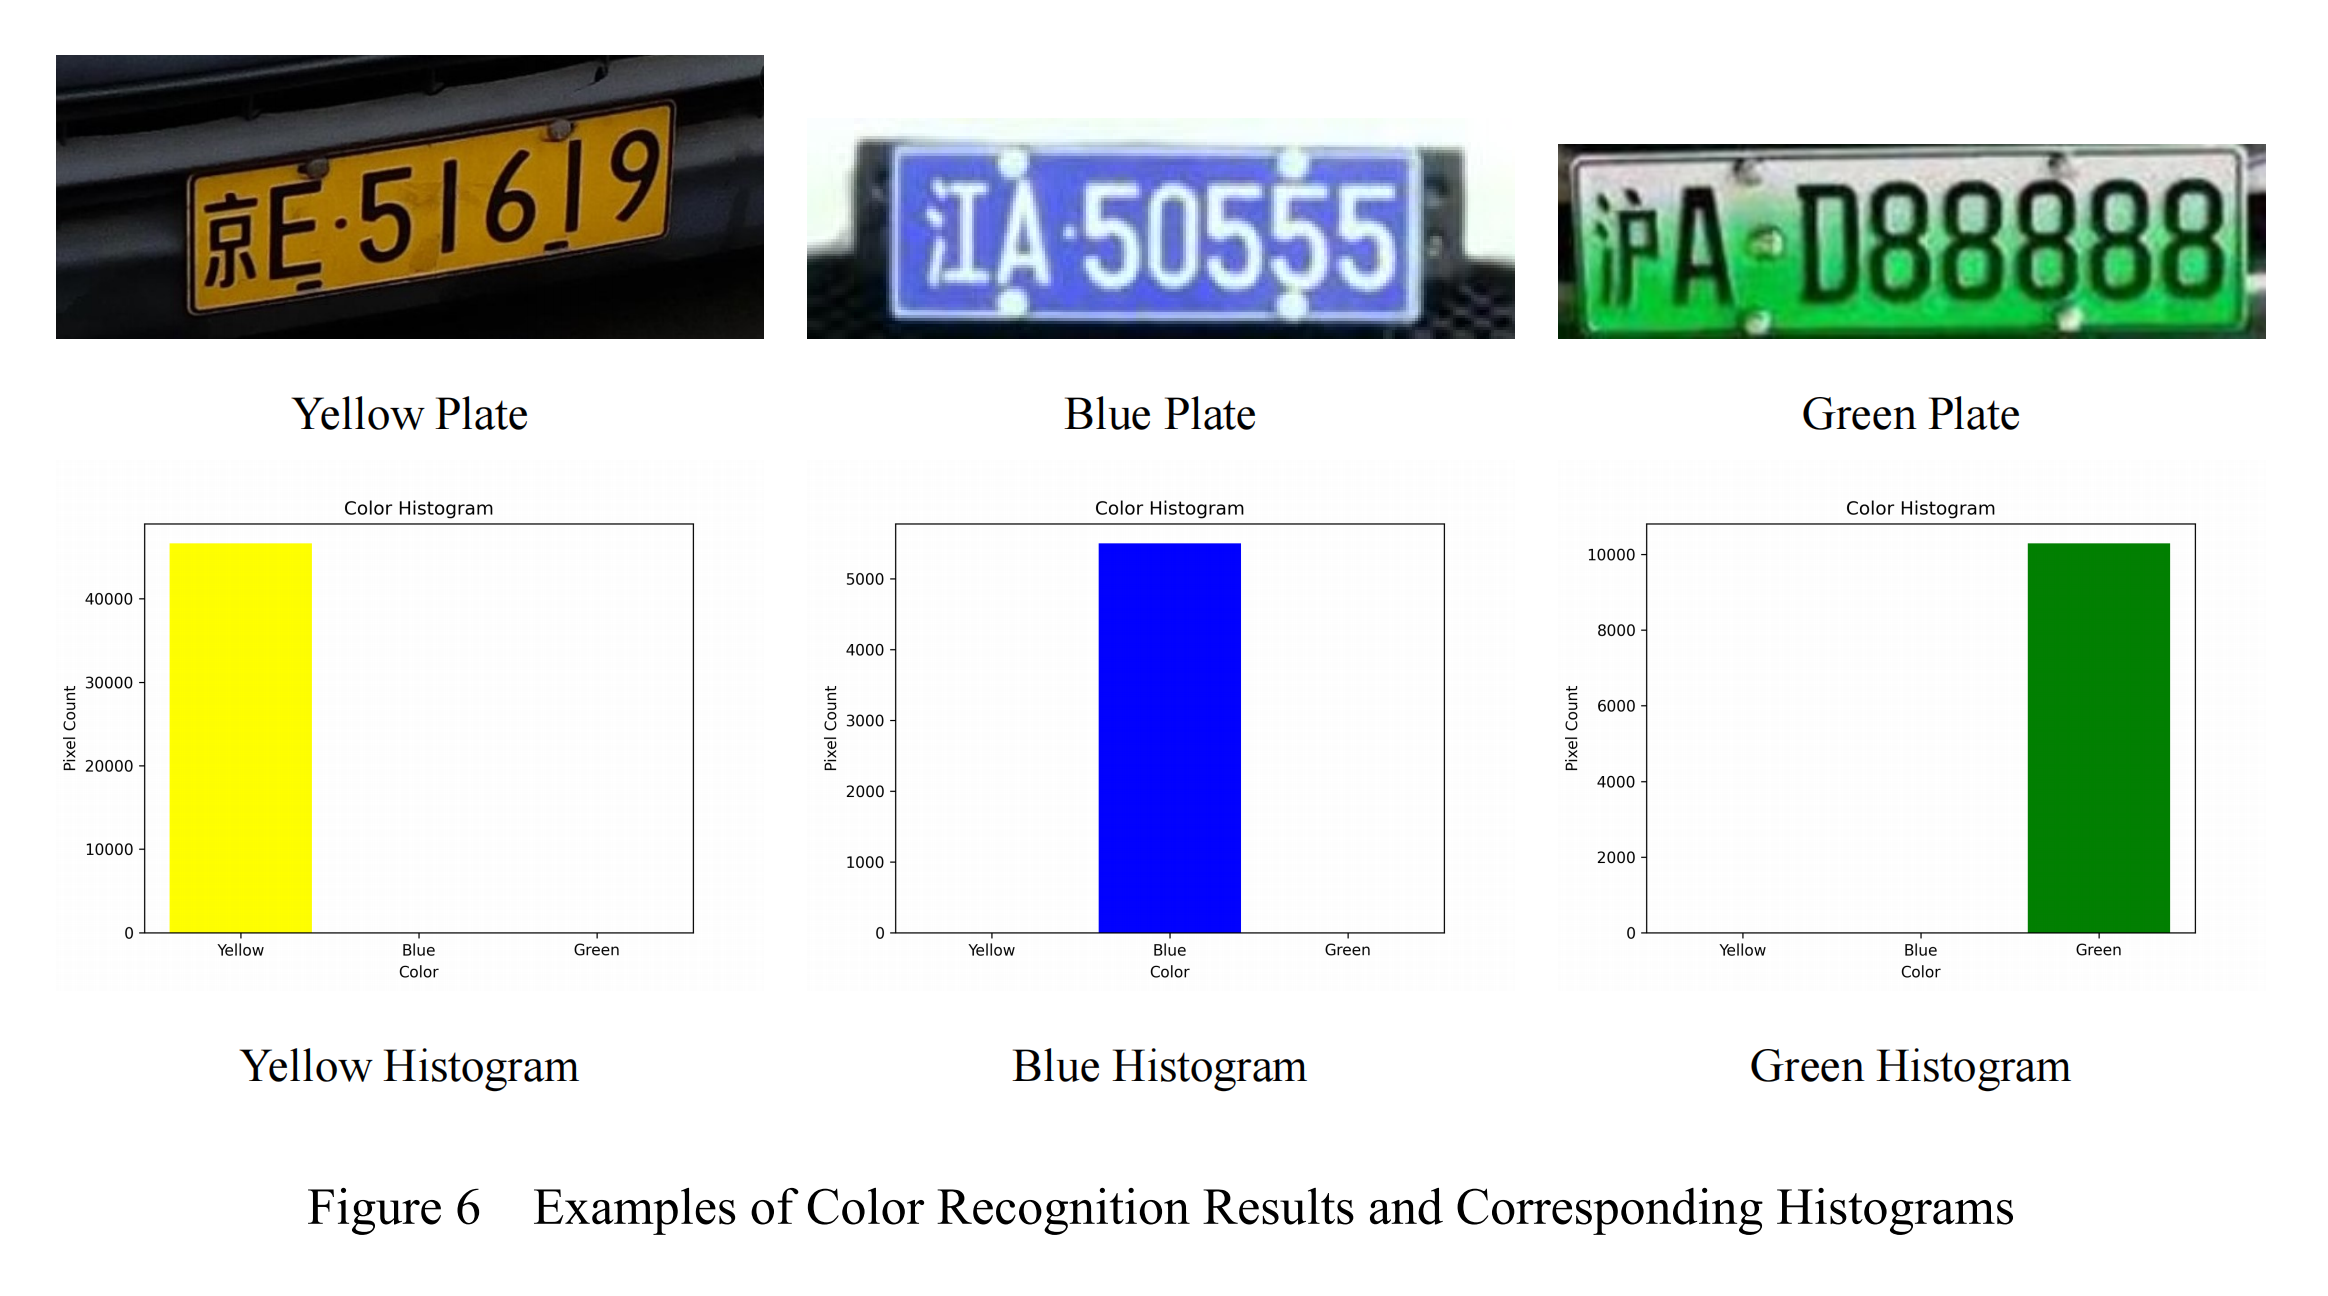 京E·51619
江A·50555
沪A D88888
Yellow Plate
Blue Plate
Green Plate
Color Histogram
Pixel Count
40000
30000
20000
10000
0
Yellow
Blue
Green
Color
Color Histogram
Pixel Count
5000
4000
3000
2000
1000
0
Yellow
Blue
Green
Color
Color Histogram
Pixel Count
10000
8000
6000
4000
2000
0
Yellow
Blue
Green
Color
Yellow Histogram
Blue Histogram
Green Histogram
Figure 6 Examples of Color Recognition Results and Corresponding Histograms